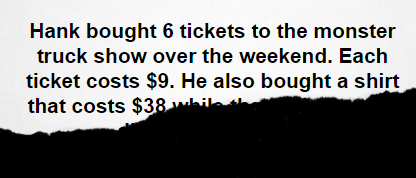 Hank bought 6 tickets to the monster
truck show over the weekend. Each
ticket costs $9. He also bought a shirt
that costs $38 while